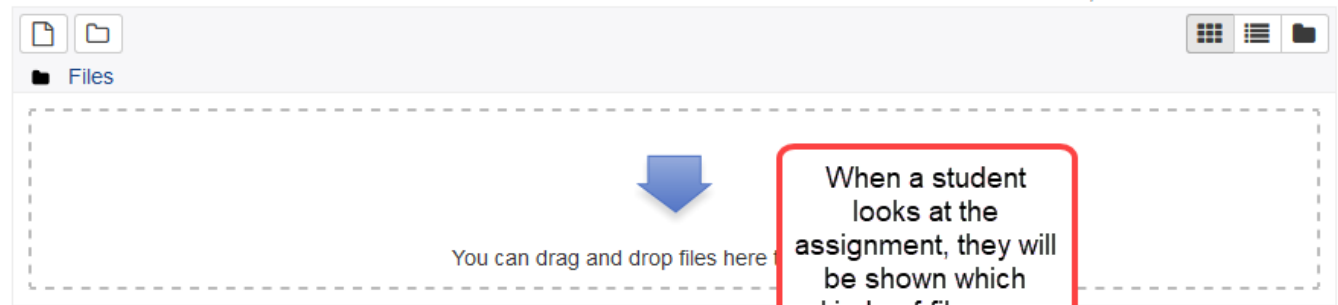 Files
When a student
looks at the
assignment, they will
be shown which
You can drag and drop files here